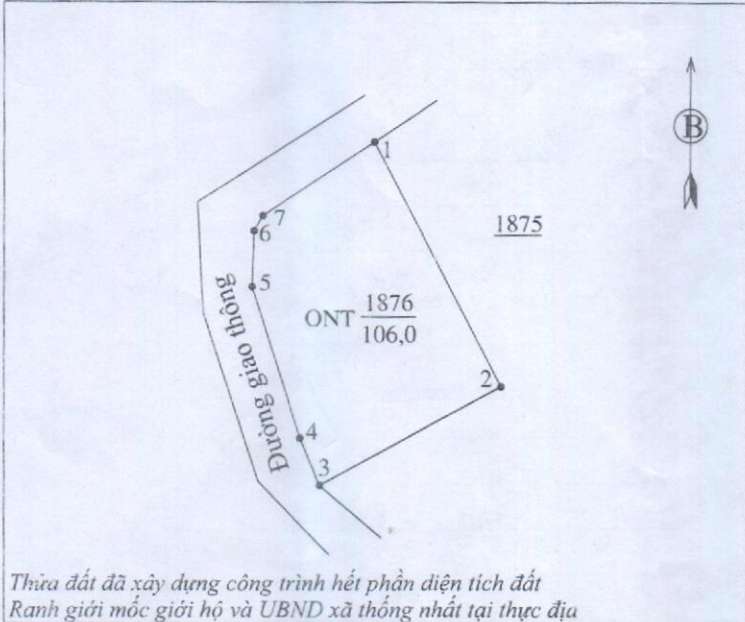 B
1
7
6
1875
5
ONT 1876
106,0
Đường giao thông
2
4
3
Thửa đất đã xây dựng công trình hết phần diện tích đất
Ranh giới mốc giới hộ và UBND xã thống nhất tại thực địa